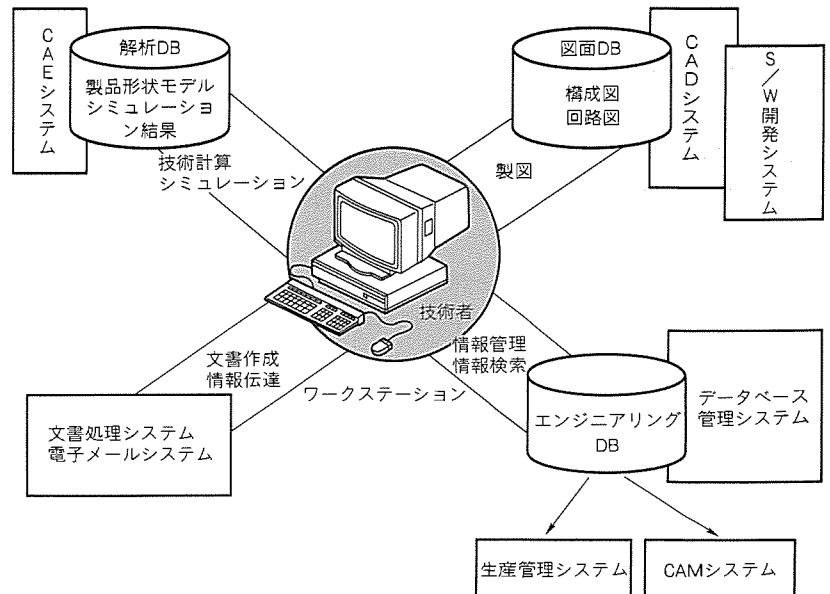 CAEシステム
解析DB
製品形状モデル
シミュレーショ
ン結果
技術計算
シミュレーション
図面DB
構成図
回路図
CADシステム
S/W開発システム
製図
技術者
文書作成
情報伝達
ワークステーション
情報管理
情報検索
文書処理システム
電子メールシステム
エンジニアリング
DB
データベース
管理システム
生産管理システム
CAMシステム